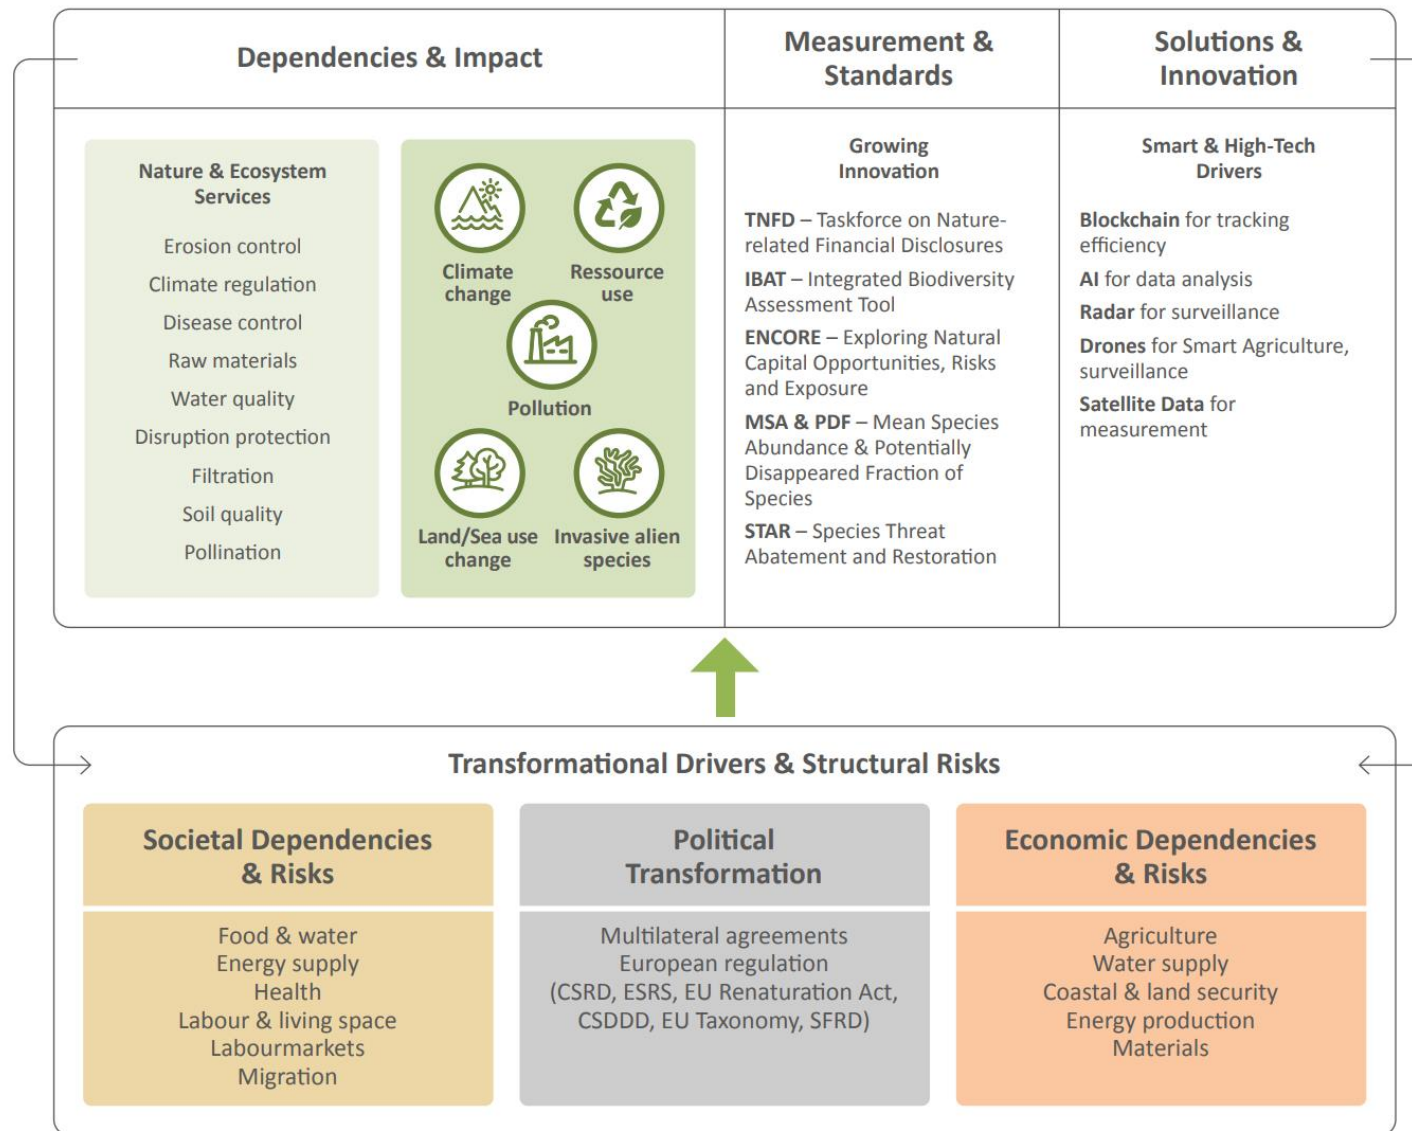 Dependencies & Impact
Measurement &
Standards
Solutions &
Innovation
Nature & Ecosystem
Services
Erosion control
Climate regulation
Disease control
Raw materials
Water quality
Disruption protection
Filtration
Soil quality
Pollination
Climate
change
Ressource
use
Pollution
Land/Sea use
change
Invasive alien
species
Growing
Innovation
TNFD – Taskforce on Nature-
related Financial Disclosures
IBAT – Integrated Biodiversity
Assessment Tool
ENCORE – Exploring Natural
Capital Opportunities, Risks
and Exposure
MSA & PDF – Mean Species
Abundance & Potentially
Disappeared Fraction of
Species
STAR – Species Threat
Abatement and Restoration
Smart & High-Tech
Drivers
Blockchain for tracking
efficiency
AI for data analysis
Radar for surveillance
Drones for Smart Agriculture,
surveillance
Satellite Data for
measurement
Transformational Drivers & Structural Risks
Societal Dependencies
& Risks
Food & water
Energy supply
Health
Labour & living space
Labourmarkets
Migration
Political
Transformation
Multilateral agreements
European regulation
(CSRD, ESRS, EU Renaturation Act,
CSDDD, EU Taxonomy, SFRD)
Economic Dependencies
& Risks
Agriculture
Water supply
Coastal & land security
Energy production
Materials